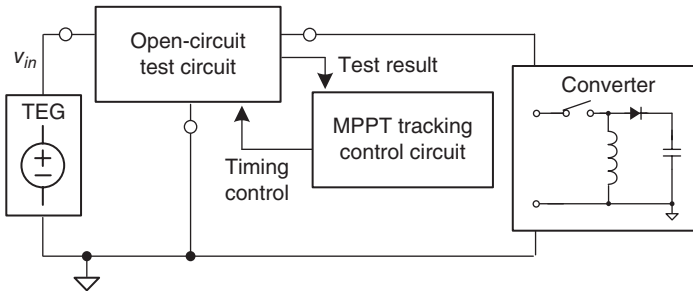 Open-circuit
test circuit
v_in
Test result
Converter
TEG
MPPT tracking
control circuit
Timing
control